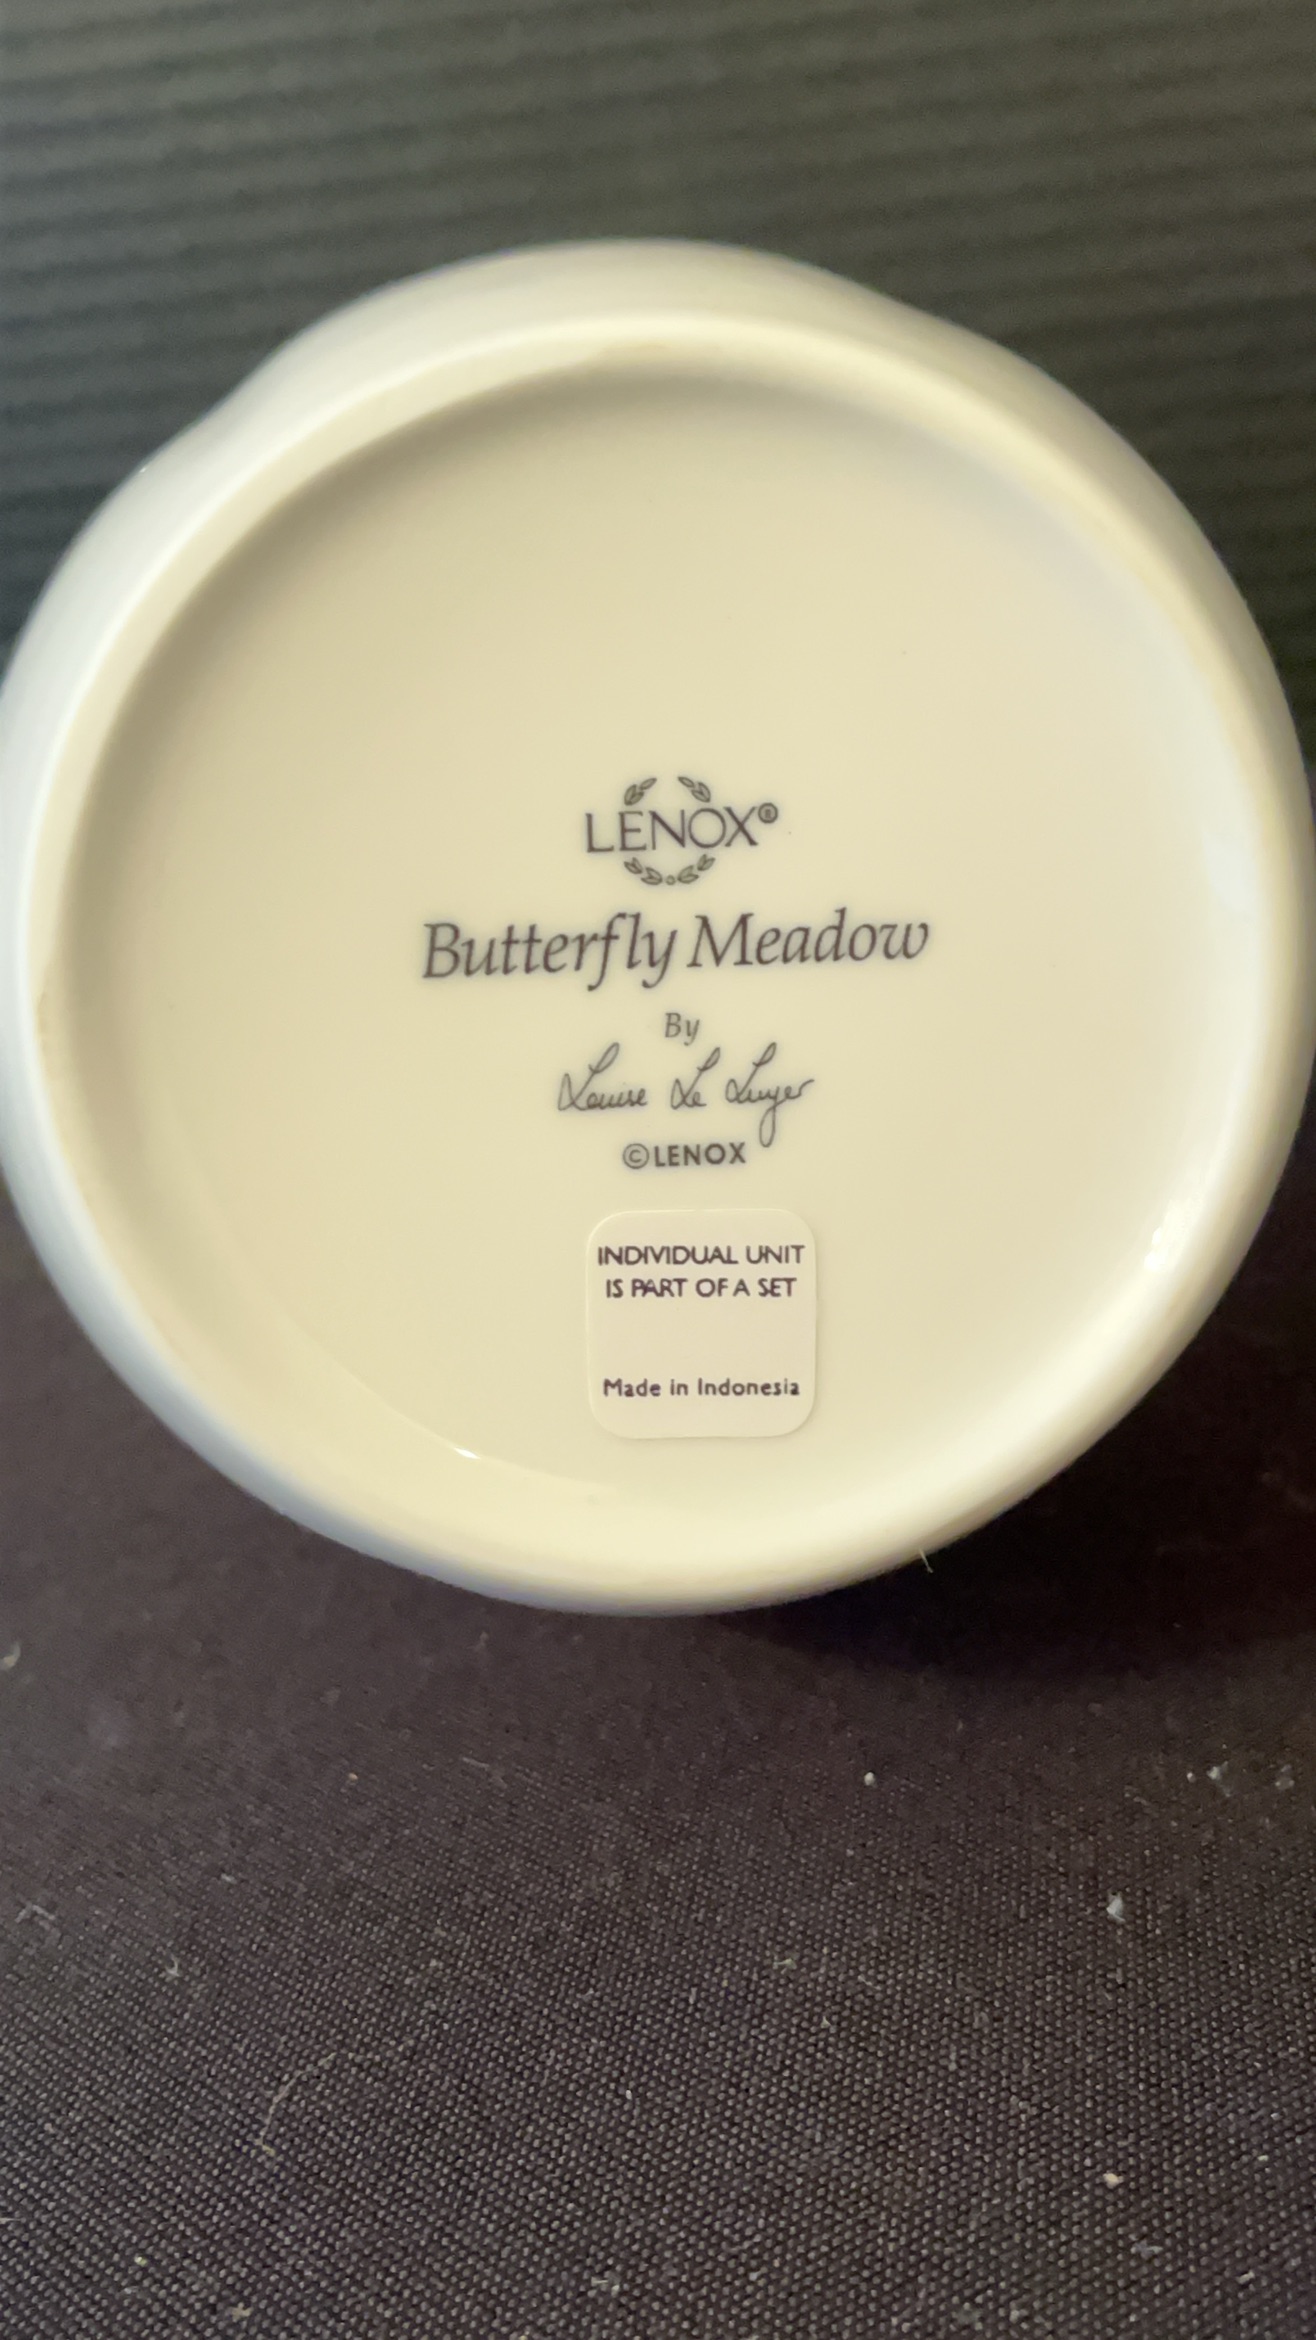 LENOX®
Butterfly Meadow
By
Louise Le Luyer
©LENOX
INDIVIDUAL UNIT
IS PART OF A SET
Made in Indonesia